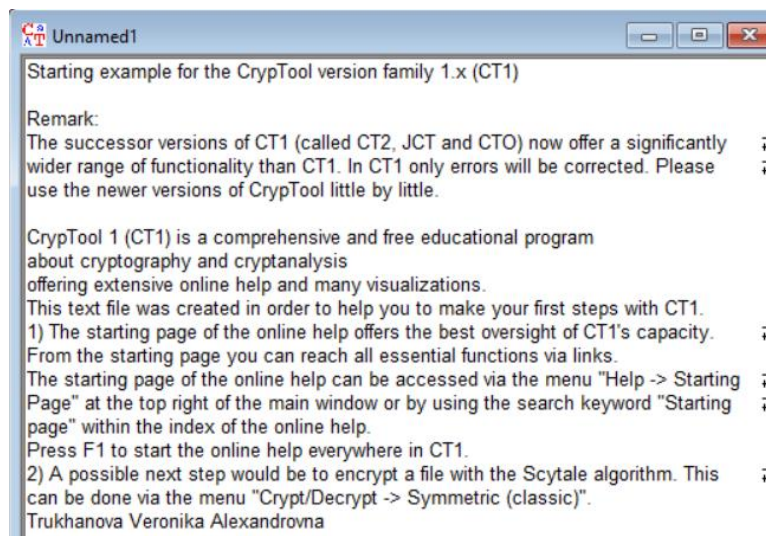 Unnamed1
Starting example for the CrypTool version family 1.x (CT1)
Remark:
The successor versions of CT1 (called CT2, JCT and CTO) now offer a significantly
wider range of functionality than CT1. In CT1 only errors will be corrected. Please
use the newer versions of CrypTool little by little.
CrypTool 1 (CT1) is a comprehensive and free educational program
about cryptography and cryptanalysis
offering extensive online help and many visualizations.
This text file was created in order to help you to make your first steps with CT1.
1) The starting page of the online help offers the best oversight of CT1's capacity.
From the starting page you can reach all essential functions via links.
The starting page of the online help can be accessed via the menu "Help -> Starting
Page" at the top right of the main window or by using the search keyword "Starting
page" within the index of the online help.
Press F1 to start the online help everywhere in CT1.
2) A possible next step would be to encrypt a file with the Scytale algorithm. This
can be done via the menu "Crypt/Decrypt -> Symmetric (classic)".
Trukhanova Veronika Alexandrovna